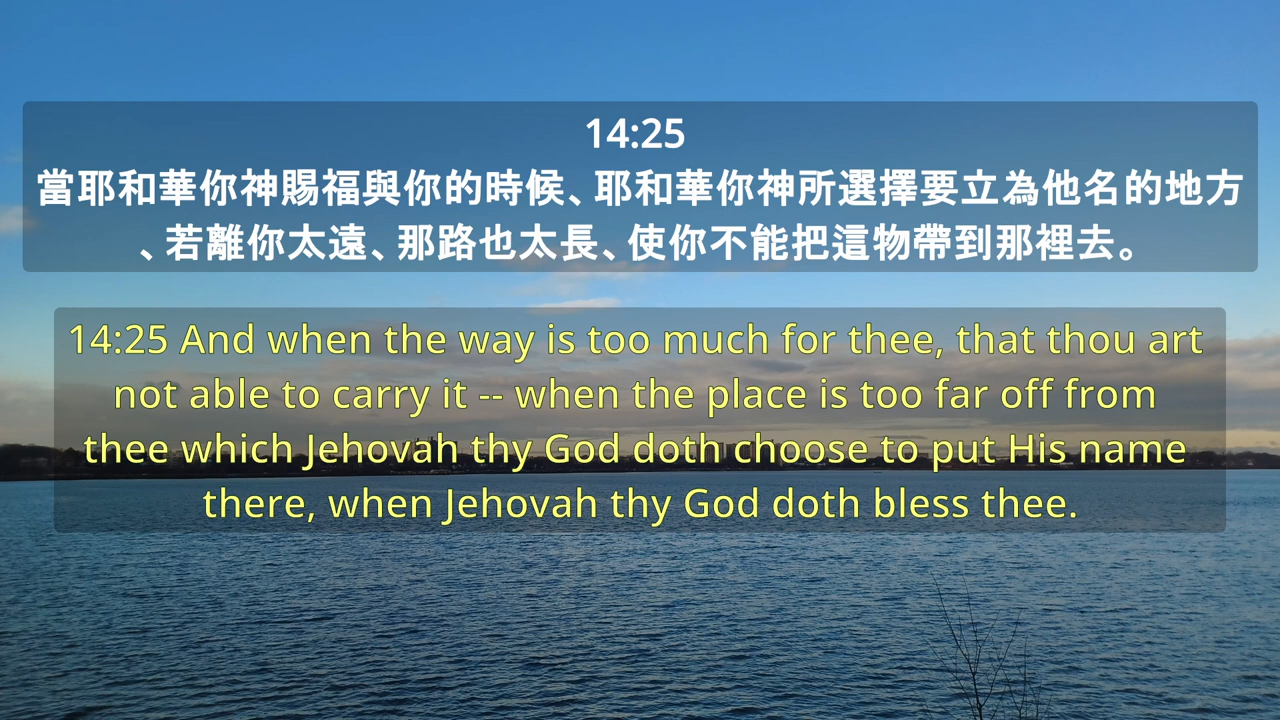 14:25
當耶和華你神賜福與你的時候、耶和華你神所選擇要立為他名的地方
、若離你太遠、那路也太長、使你不能把這物帶到那裡去。
14:25 And when the way is too much for thee, that thou art
not able to carry it -- when the place is too far off from
thee which Jehovah thy God doth choose to put His name
there, when Jehovah thy God doth bless thee.